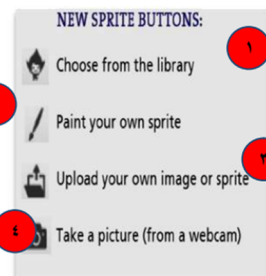 NEW SPRITE BUTTONS:
١
Choose from the library
Paint your own sprite
٣
Upload your own image or sprite
٤
Take a picture (from a webcam)